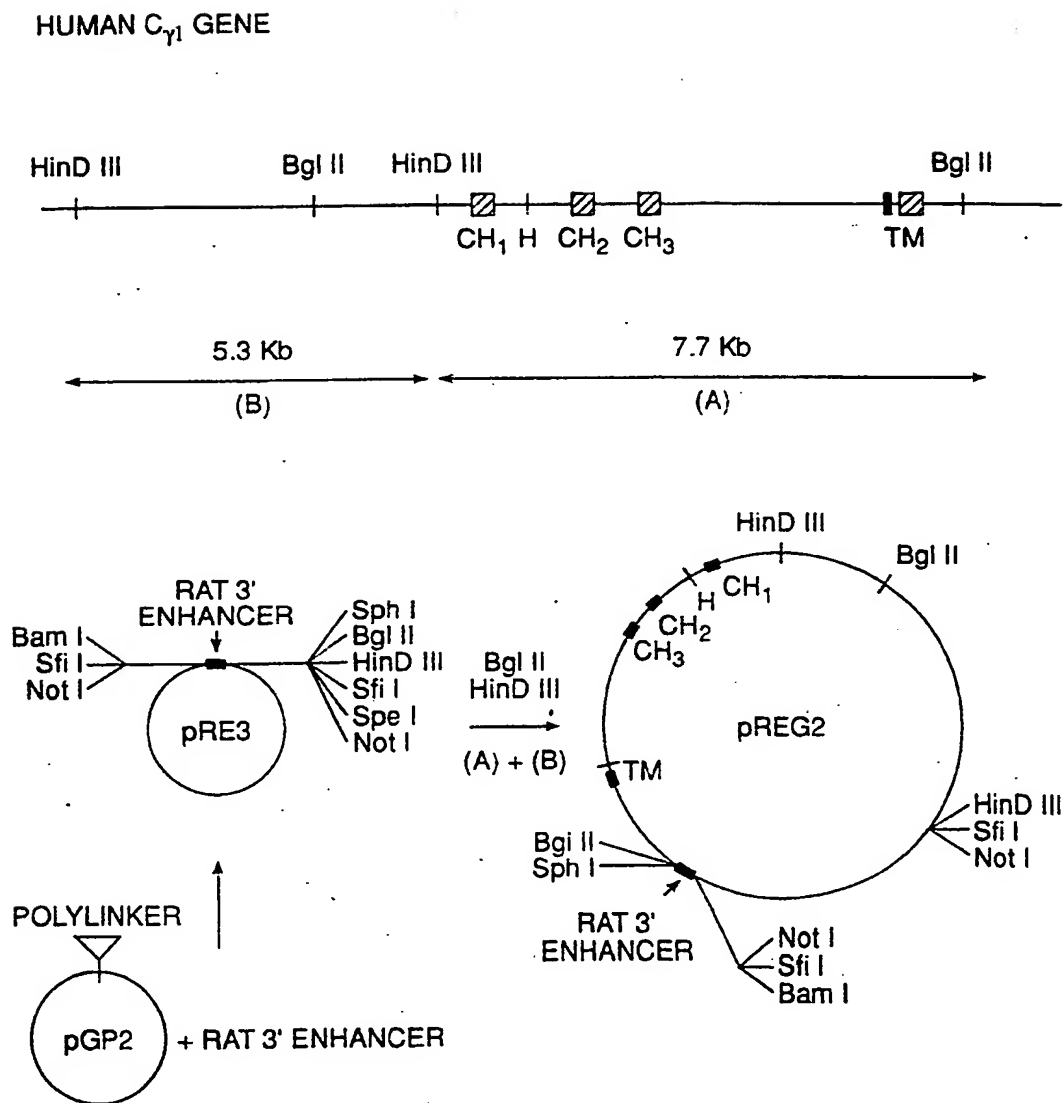 HUMAN Cγ1 GENE
HinD III
Bgl II
HinD III
Bgl II
CH1
H
CH2
CH3
TM
5.3 Kb
(B)
7.7 Kb
(A)
RAT 3'
ENHANCER
Bam I
Sfi I
Not I
Sph I
Bgl II
HinD III
Sfi I
Spe I
Not I
pRE3
Bgl II
HinD III
(A) + (B)
HinD III
Bgl II
CH1
H
CH2
CH3
pREG2
TM
HinD III
Sfi I
Not I
Bgi II
Sph I
RAT 3'
ENHANCER
Not I
Sfi I
Bam I
POLYLINKER
pGP2
+ RAT 3' ENHANCER